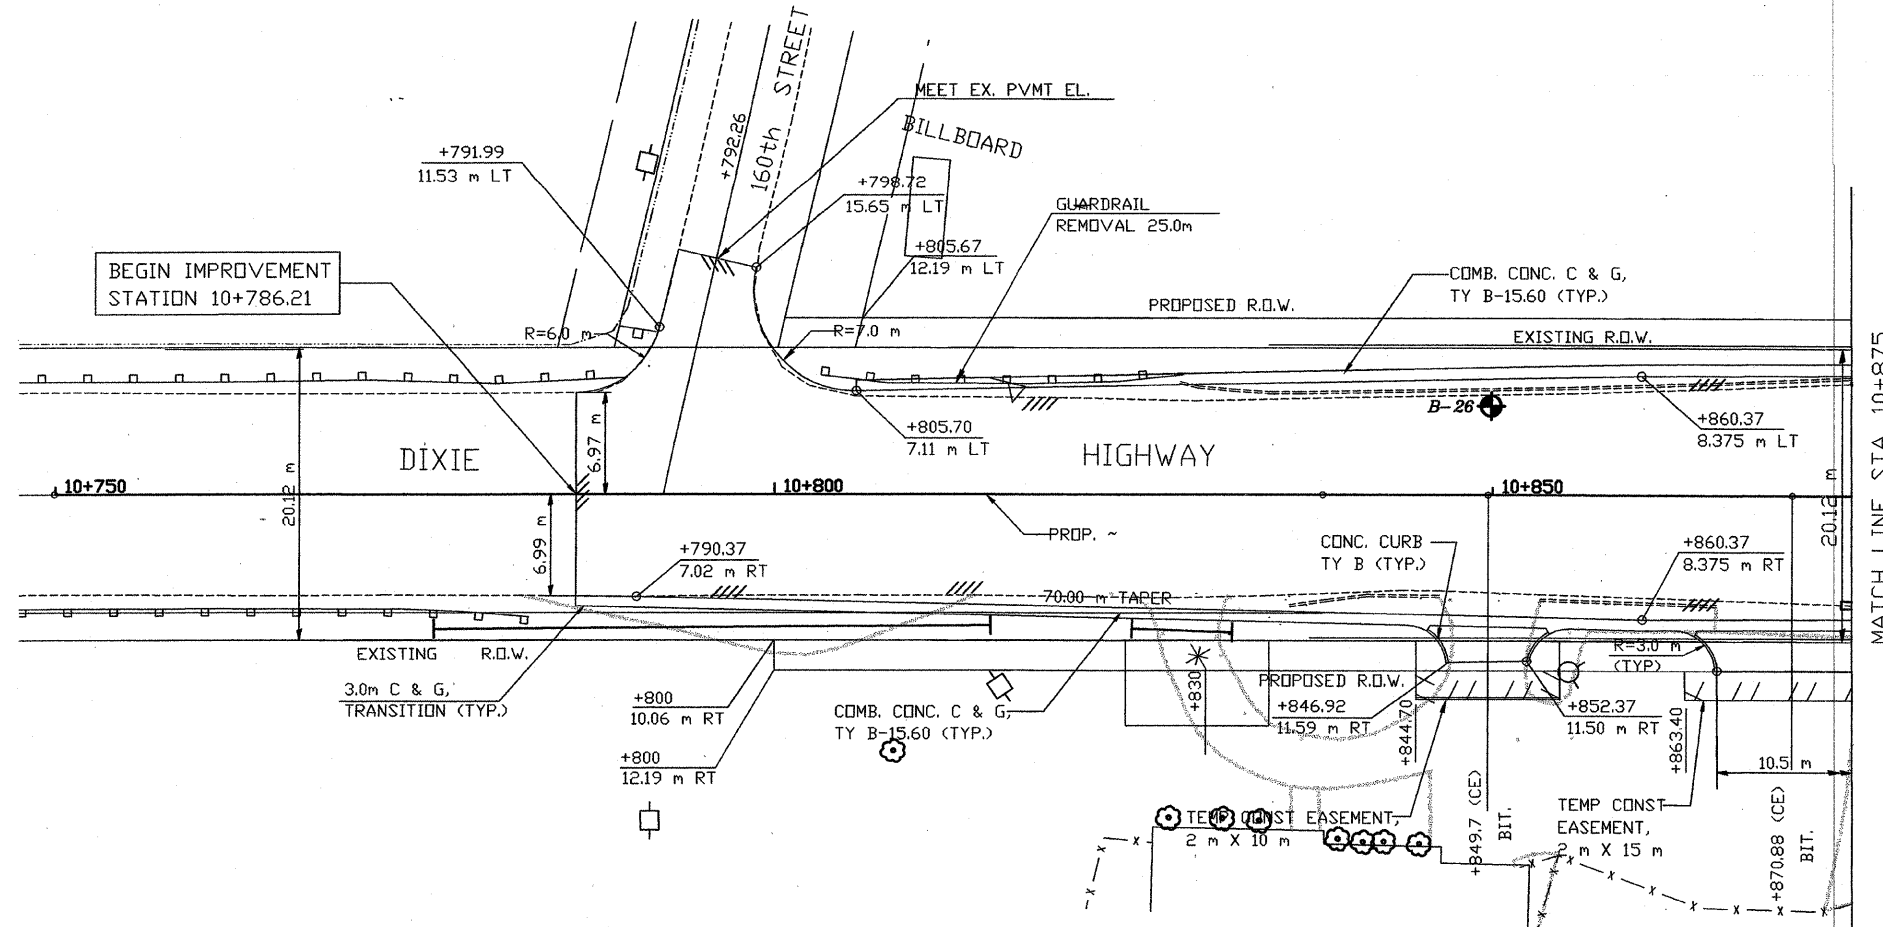 160th STREET
MEET EX. PVMT EL.
BILLBOARD
+792.26
+791.99
11.53 m LT
+798.72
15.65 m LT
GUARDRAIL
REMOVAL 25.0m
+805.67
12.19 m LT
BEGIN IMPROVEMENT
STATION 10+786.21
COMB. CONC. C & G,
TY B-15.60 (TYP.)
PROPOSED R.O.W.
R=6.0 m
R=7.0 m
EXISTING R.O.W.
MATCH LINE STA 10+875
B-26
+860.37
8.375 m LT
+805.70
7.11 m LT
DIXIE
HIGHWAY
6.97 m
20.12 m
20.12 m
10+750
10+800
10+850
6.99 m
PROP. ~
CONC. CURB
TY B (TYP.)
+790.37
7.02 m RT
+860.37
8.375 m RT
70.00 m TAPER
EXISTING R.O.W.
R=3.0 m
(TYP)
3.0m C & G,
TRANSITION (TYP.)
+800
10.06 m RT
COMB. CONC. C & G,
TY B-15.60 (TYP.)
+830
PROPOSED R.O.W.
+846.92
11.59 m RT
+844.70
+852.37
11.50 m RT
+863.40
+800
12.19 m RT
10.5 m
TEMP CONST EASEMENT,
2 m X 10 m
+849.7 (CE)
BIT.
TEMP CONST
EASEMENT,
2 m X 15 m
+870.88 (CE)
BIT.